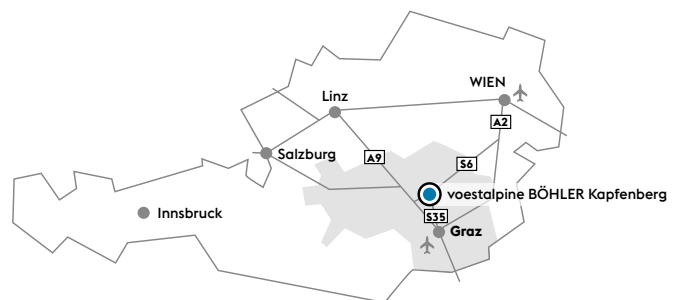 WIEN
Linz
A2
Salzburg
A9
S6
voestalpine BÖHLER Kapfenberg
Innsbruck
S35
Graz